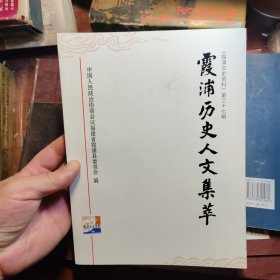 《霞浦文史资料》第三十七辑
霞浦历史人文集萃
中国人民政治协商会议福建省霞浦县委员会 编